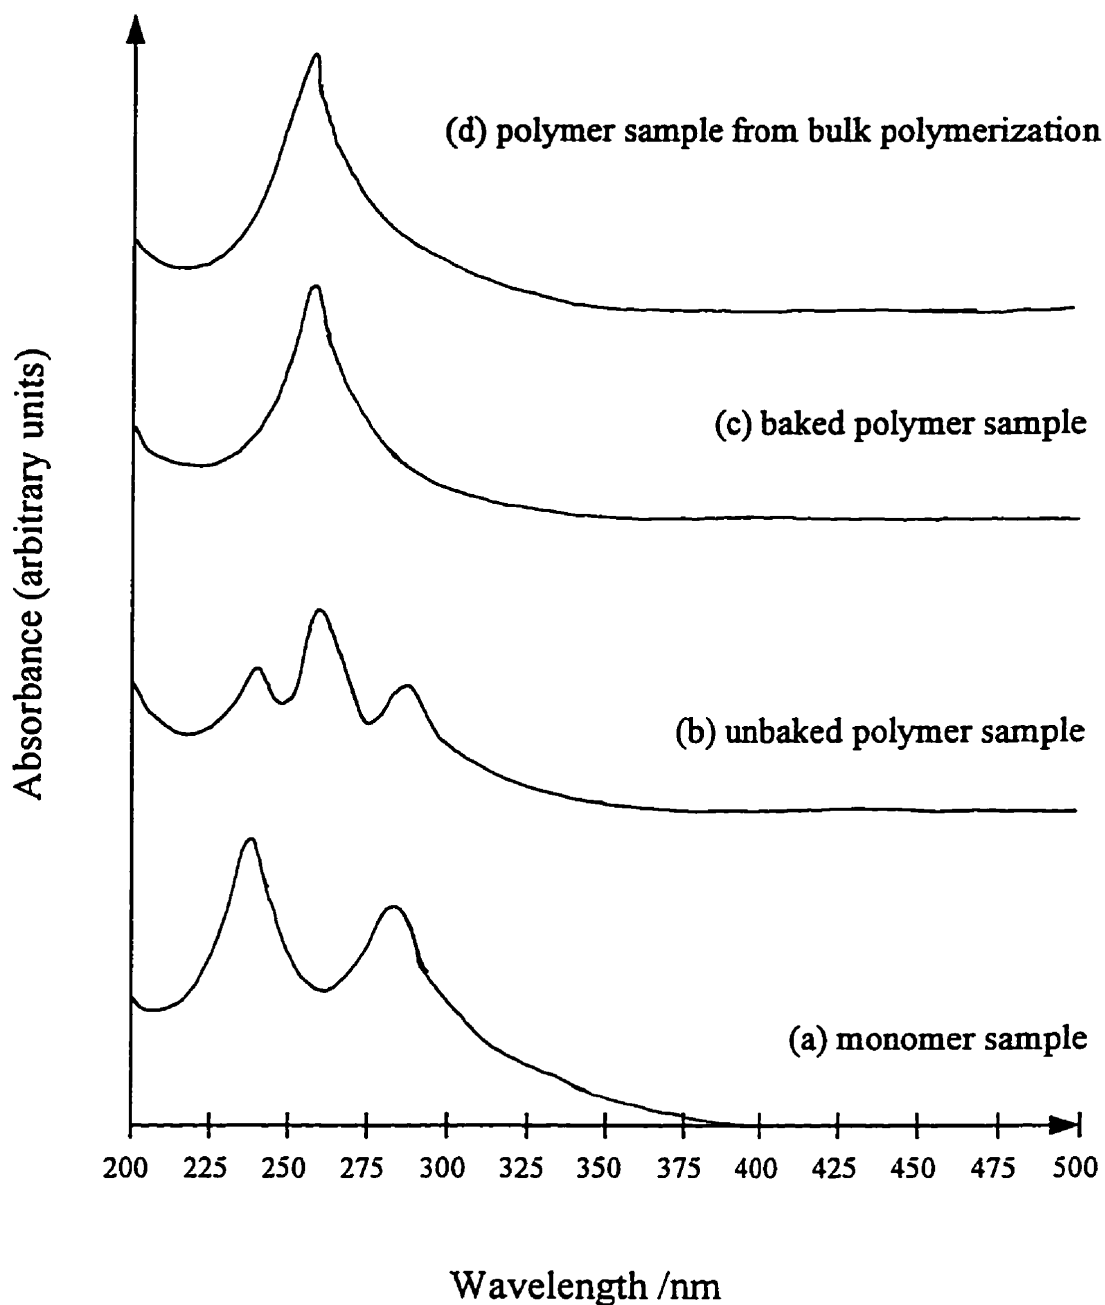 (d) polymer sample from bulk polymerization
(c) baked polymer sample
(b) unbaked polymer sample
(a) monomer sample
Absorbance (arbitrary units)
200 225 250 275 300 325 350 375 400 425 450 475 500
Wavelength /nm